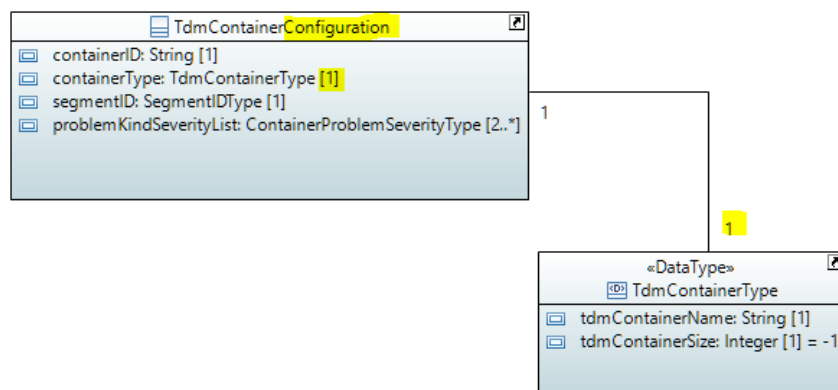 TdmContainerConfiguration
containerID: String [1]
containerType: TdmContainerType [1]
segmentID: SegmentIDType [1]
problemKindSeverityList: ContainerProblemSeverityType [2..*]
1
1
«DataType»
«D» TdmContainerType
tdmContainerName: String [1]
tdmContainerSize: Integer [1] = -1